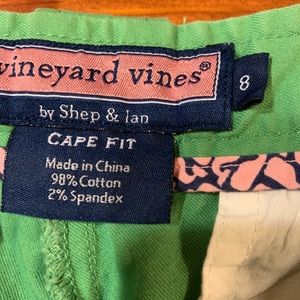 vineyard vines®
8
by Shep & ian
CAPE FIT
Made in China
98% Cotton
2% Spandex